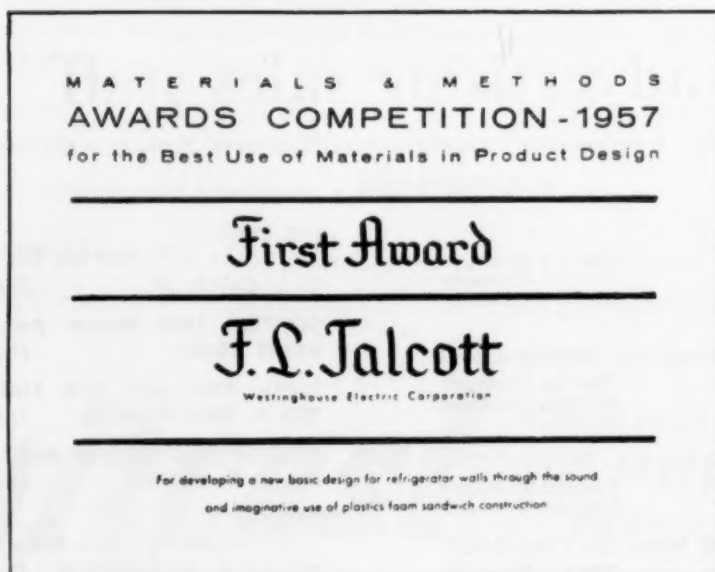 MATERIALS & METHODS
AWARDS COMPETITION - 1957
for the Best Use of Materials in Product Design
First Award
F. L. Talcott
Westinghouse Electric Corporation
For developing a new basic design for refrigerator walls through the sound
and imaginative use of plastics foam sandwich construction